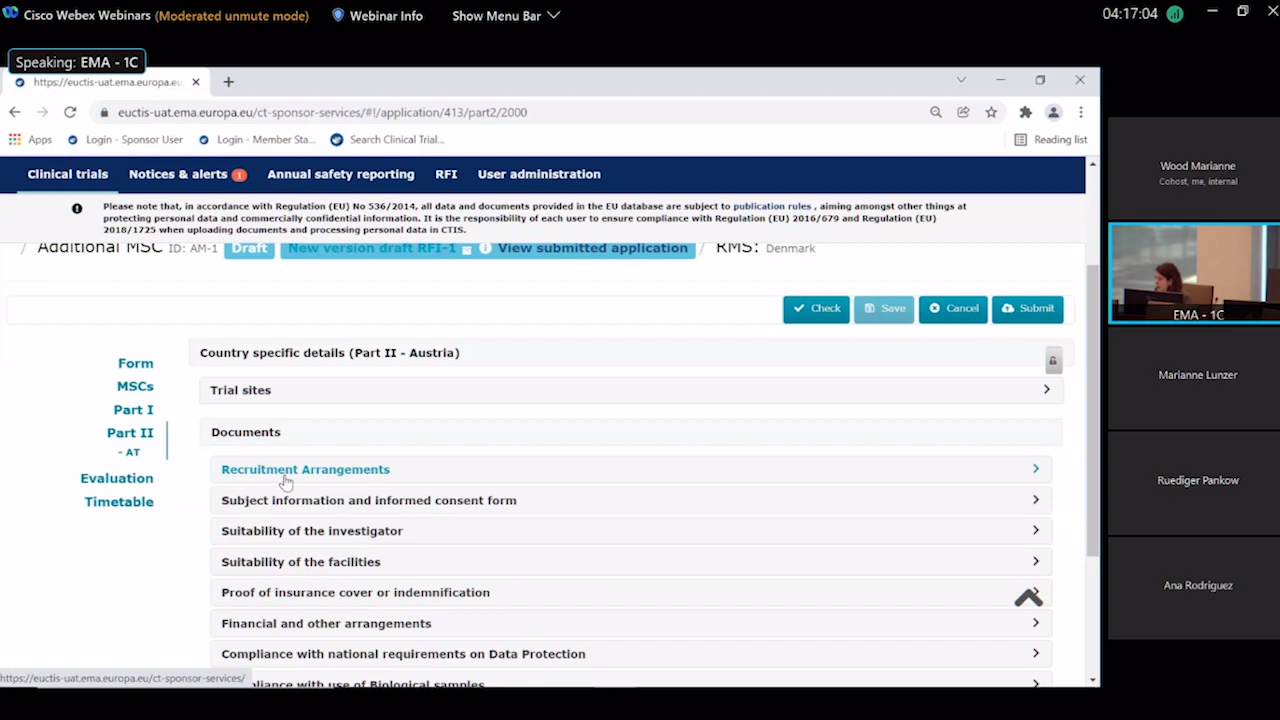 Cisco Webex Webinars (Moderated unmute mode) Webinar Info Show Menu Bar 04:17:04
Speaking: EMA - 1C
https://euctis-uat.ema.europa.eu
euctis-uat.ema.europa.eu/ct-sponsor-services/#!/application/413/part2/2000
Apps Login - Sponsor User Login - Member Sta... Search Clinical Trial... Reading list
Clinical trials Notices & alerts 1 Annual safety reporting RFI User administration
Please note that, in accordance with Regulation (EU) No 536/2014, all data and documents provided in the EU database are subject to publication rules , aiming amongst other things at
protecting personal data and commercially confidential information. It is the responsibility of each user to ensure compliance with Regulation (EU) 2016/679 and Regulation (EU)
2018/1725 when uploading documents and processing personal data in CTIS.
/ Additional MSC ID: AM-1 Draft New version draft RFI-1 View submitted application / RMS: Denmark
Check Save Cancel Submit
Form
MSCs
Part I
Part II
- AT
Evaluation
Timetable
Country specific details (Part II - Austria)
Trial sites
Documents
Recruitment Arrangements
Subject information and informed consent form
Suitability of the investigator
Suitability of the facilities
Proof of insurance cover or indemnification
Financial and other arrangements
Compliance with national requirements on Data Protection
liance with use of Biological samples
https://euctis-uat.ema.europa.eu/ct-sponsor-services/
Wood Marianne
Cohost, me, internal
EMA - 1C
Marianne Lunzer
Ruediger Pankow
Ana Rodriguez